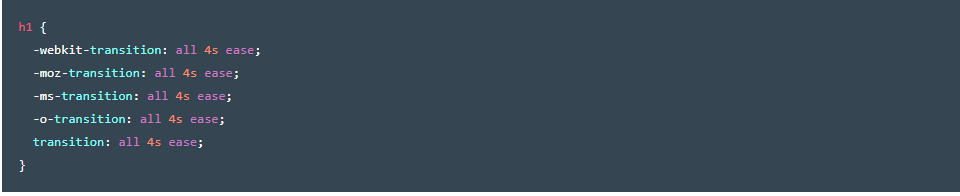 h1 {
  -webkit-transition: all 4s ease;
  -moz-transition: all 4s ease;
  -ms-transition: all 4s ease;
  -o-transition: all 4s ease;
  transition: all 4s ease;
}